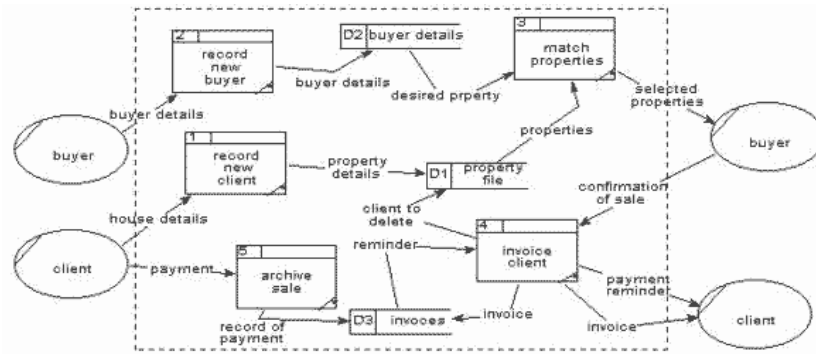 2
record
new
buyer
D2
buyer details
3
match
properties
buyer details
desired prperty
selected
properties
buyer details
buyer
1
record
new
client
property
details
D1
property
file
properties
buyer
confirmation
of sale
house details
client to
delete
4
invoice
client
reminder
client
payment
5
archive
sale
payment
reminder
record of
payment
D3
invooes
invoice
invoice
client